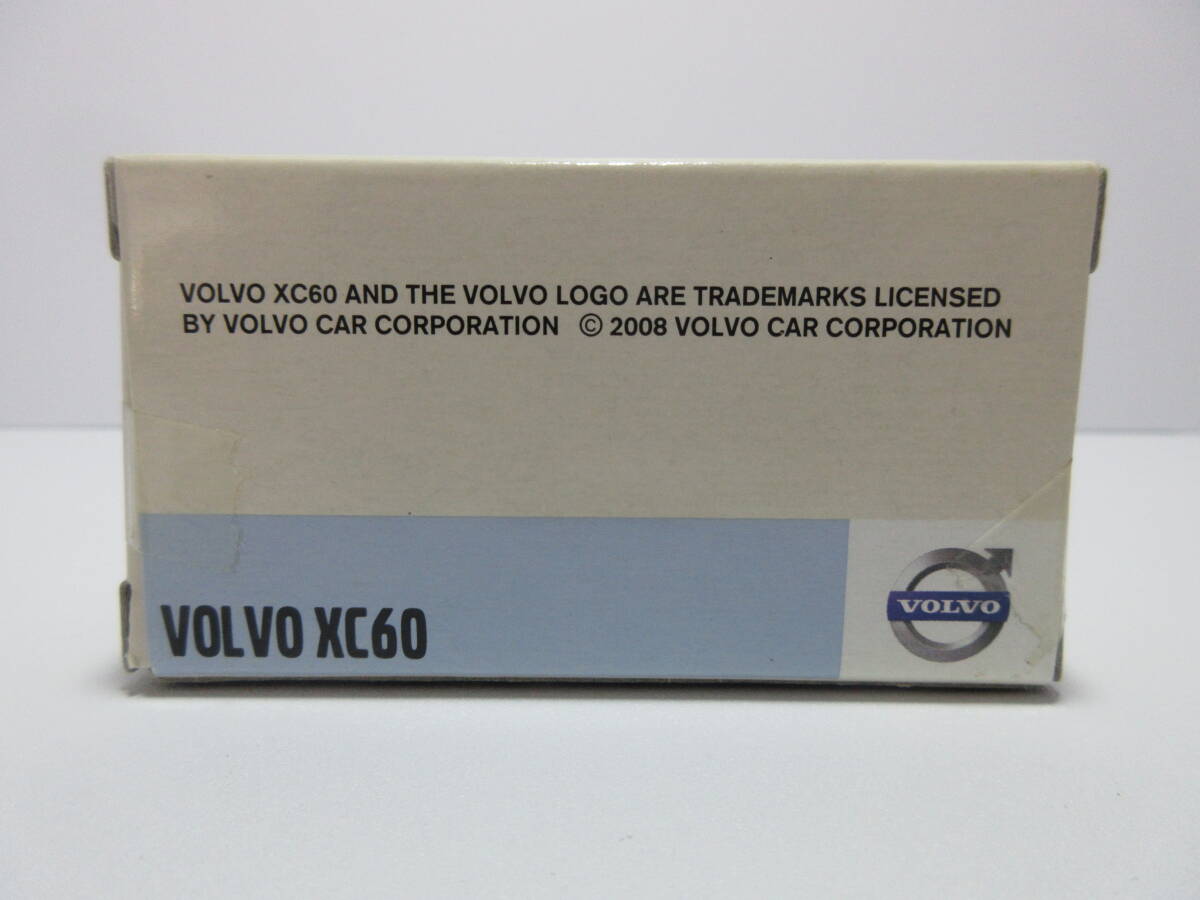 VOLVO XC60 AND THE VOLVO LOGO ARE TRADEMARKS LICENSED
BY VOLVO CAR CORPORATION © 2008 VOLVO CAR CORPORATION
VOLVO XC60
VOLVO